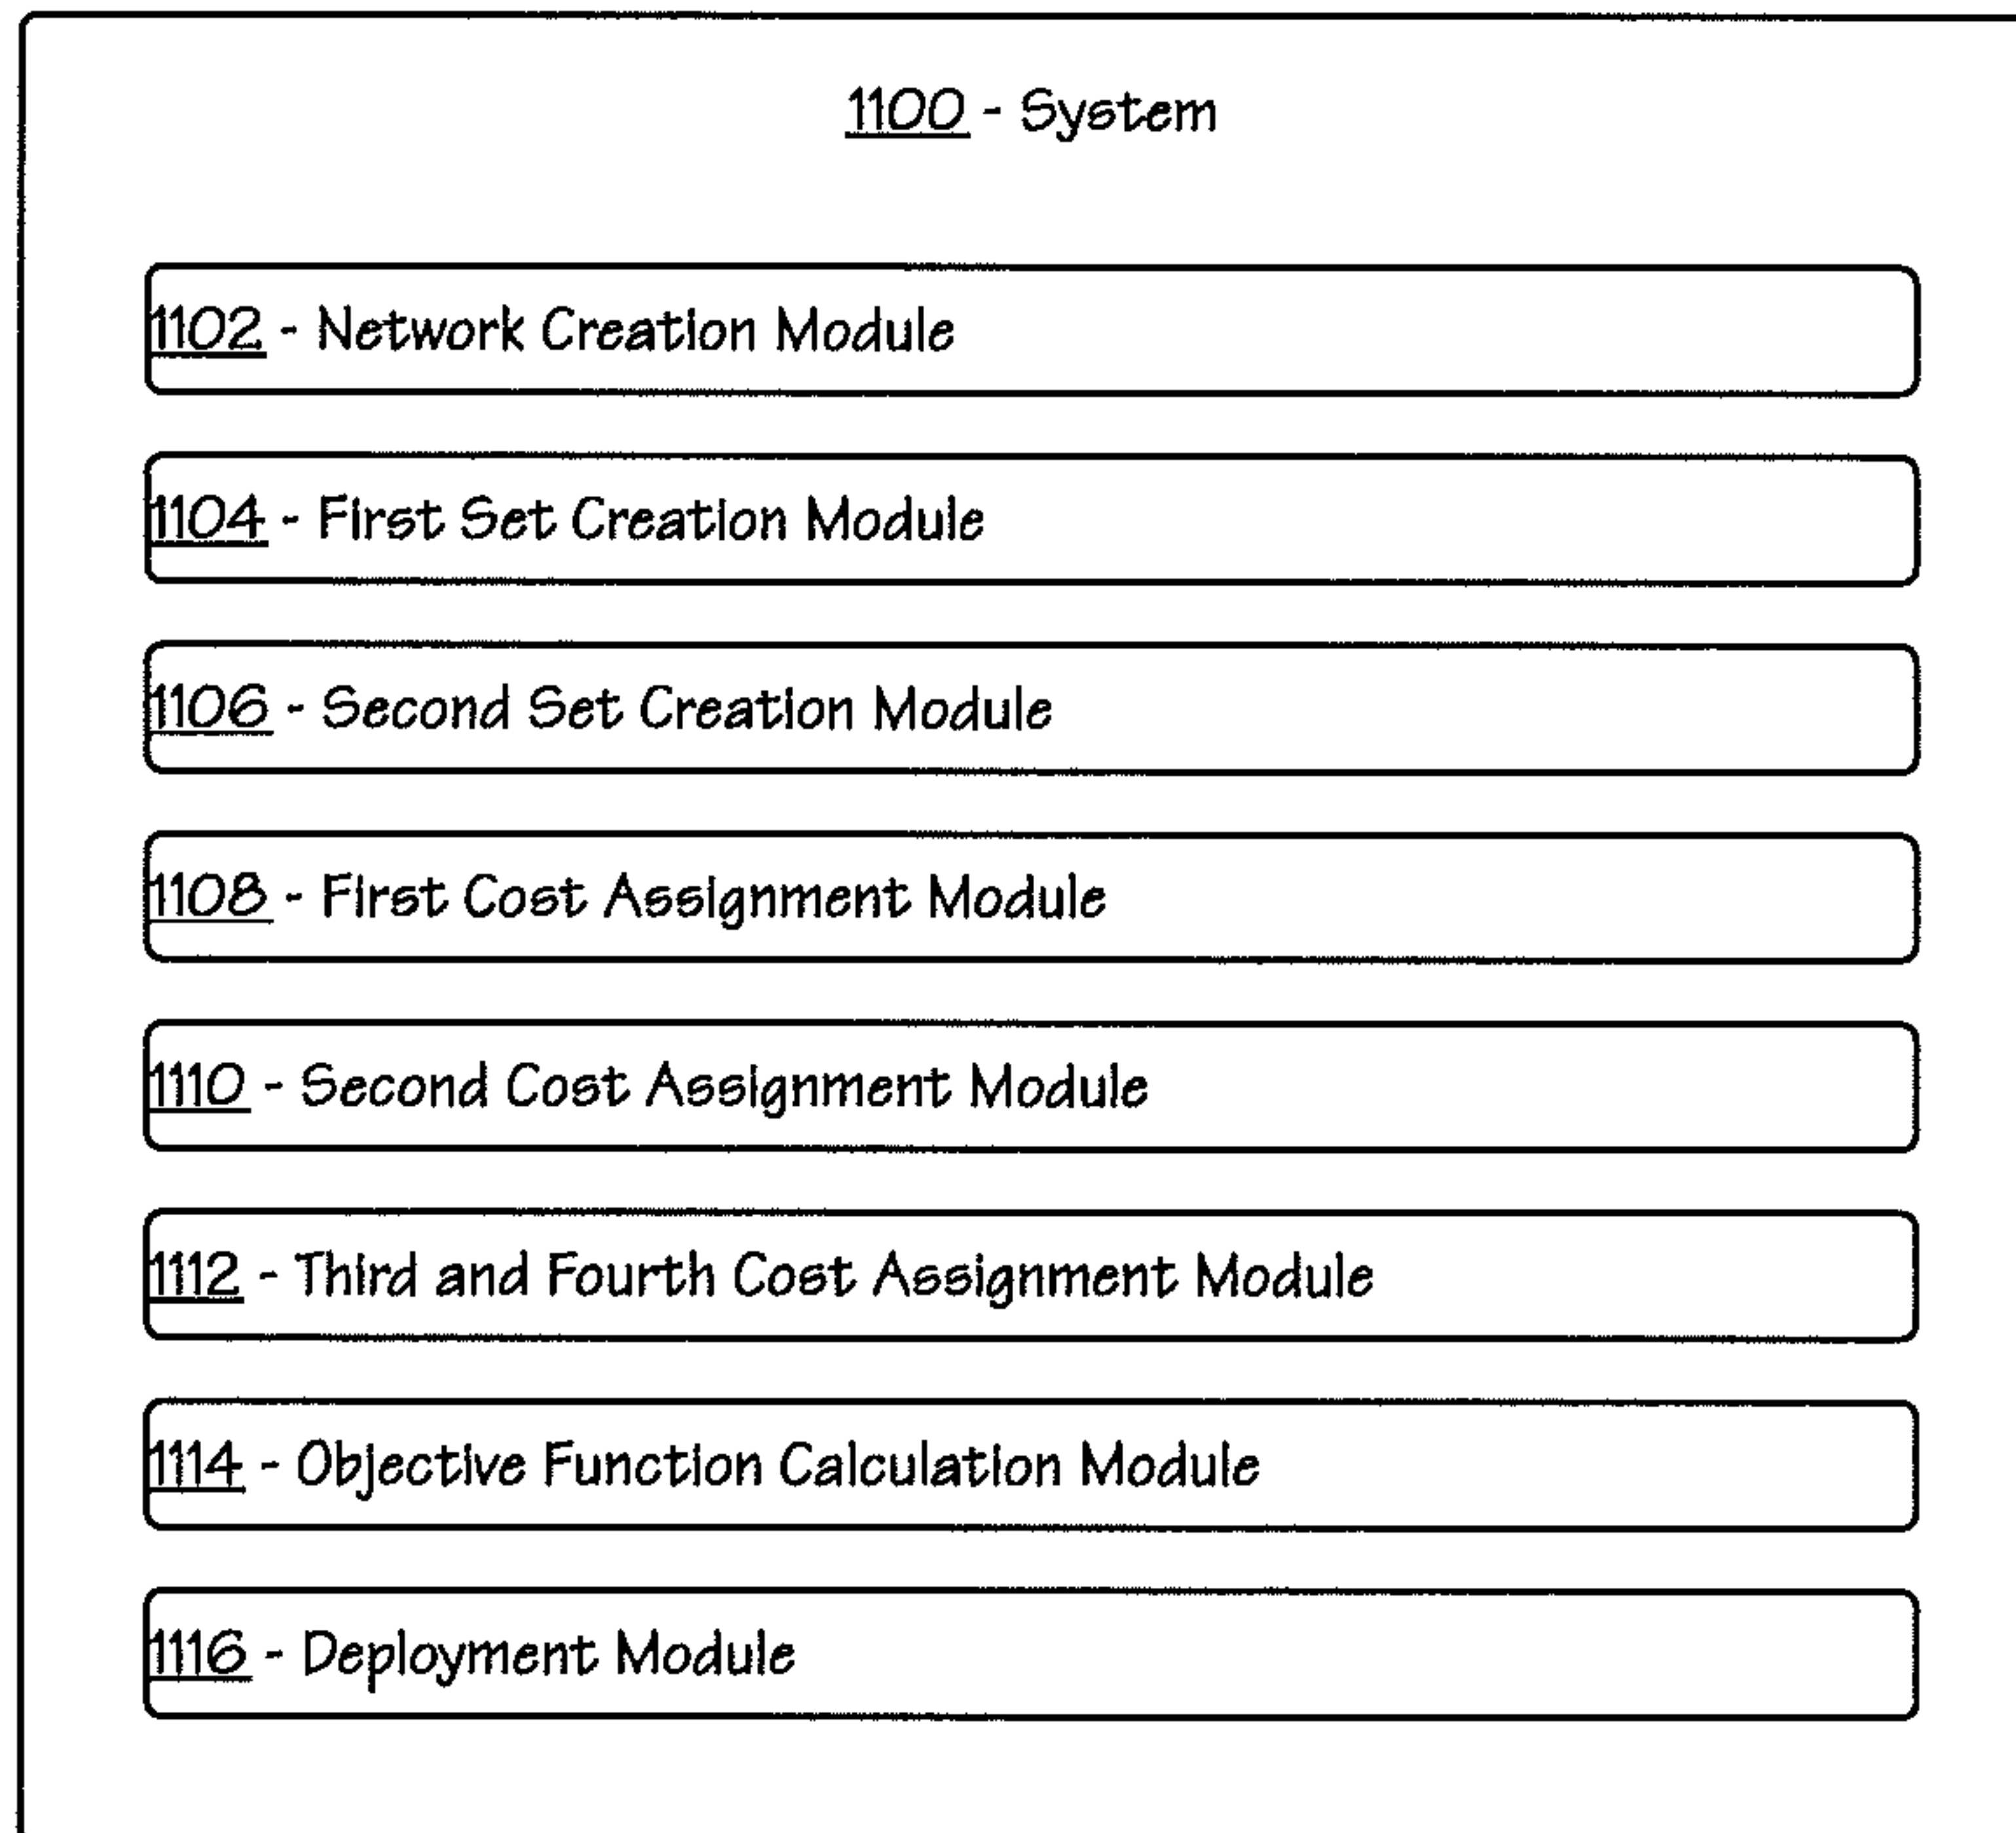 1100 - System
1102 - Network Creation Module
1104 - First Set Creation Module
1106 - Second Set Creation Module
1108 - First Cost Assignment Module
1110 - Second Cost Assignment Module
1112 - Third and Fourth Cost Assignment Module
1114 - Objective Function Calculation Module
1116 - Deployment Module